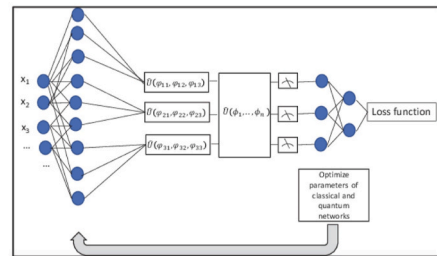 x₁
x₂
x₃
...
...
U(φ₁₁, φ₁₂, φ₁₃)
U(φ₂₁, φ₂₂, φ₂₃)
U(φ₃₁, φ₃₂, φ₃₃)
U(ϕ₁, ..., ϕₙ)
Loss function
Optimize
parameters of
classical and
quantum
networks